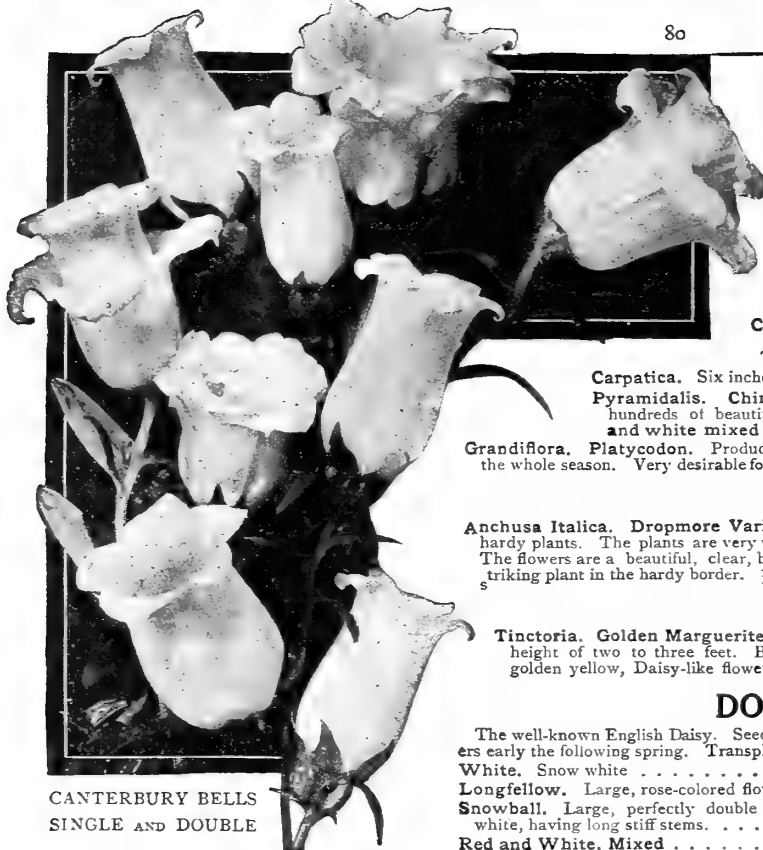 80
Carpatica. Six inche
Pyramidalis. Chim
hundreds of beauti
and white mixed
Grandiflora. Platycodon. Produc
the whole season. Very desirable fo
Anchusa Italica. Dropmore Vari
hardy plants. The plants are very
The flowers are a beautiful, clear, b
striking plant in the hardy border.
Tinctoria. Golden Marguerite
height of two to three feet. B
golden yellow, Daisy-like flowe
DO
The well-known English Daisy. Seed
ers early the following spring. Transpl
White. Snow white . . . . . . . .
Longfellow. Large, rose-colored flo
Snowball. Large, perfectly double
white, having long stiff stems. . . .
Red and White. Mixed . . . . . .
CANTERBURY BELLS
SINGLE AND DOUBLE